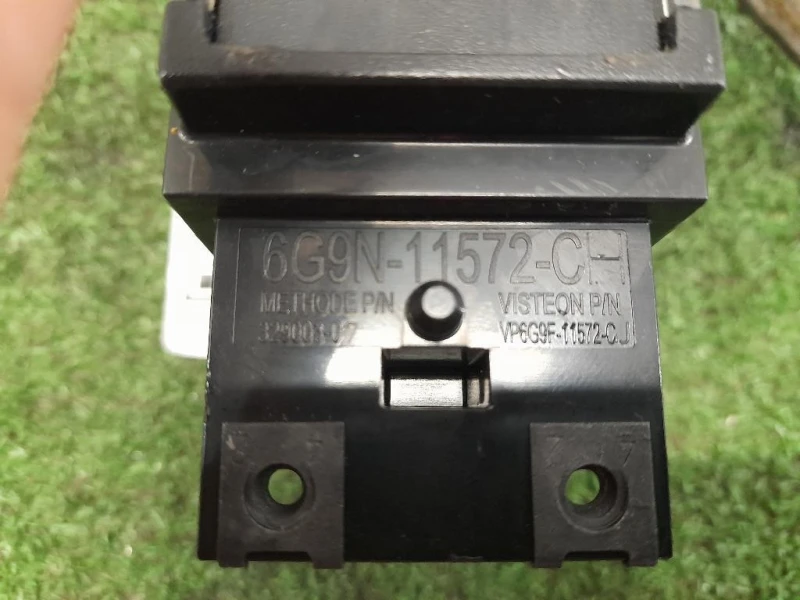 6G9N-11572-CH
METHODE P/N
VISTEON P/N
VP6G9F-11572-CJ